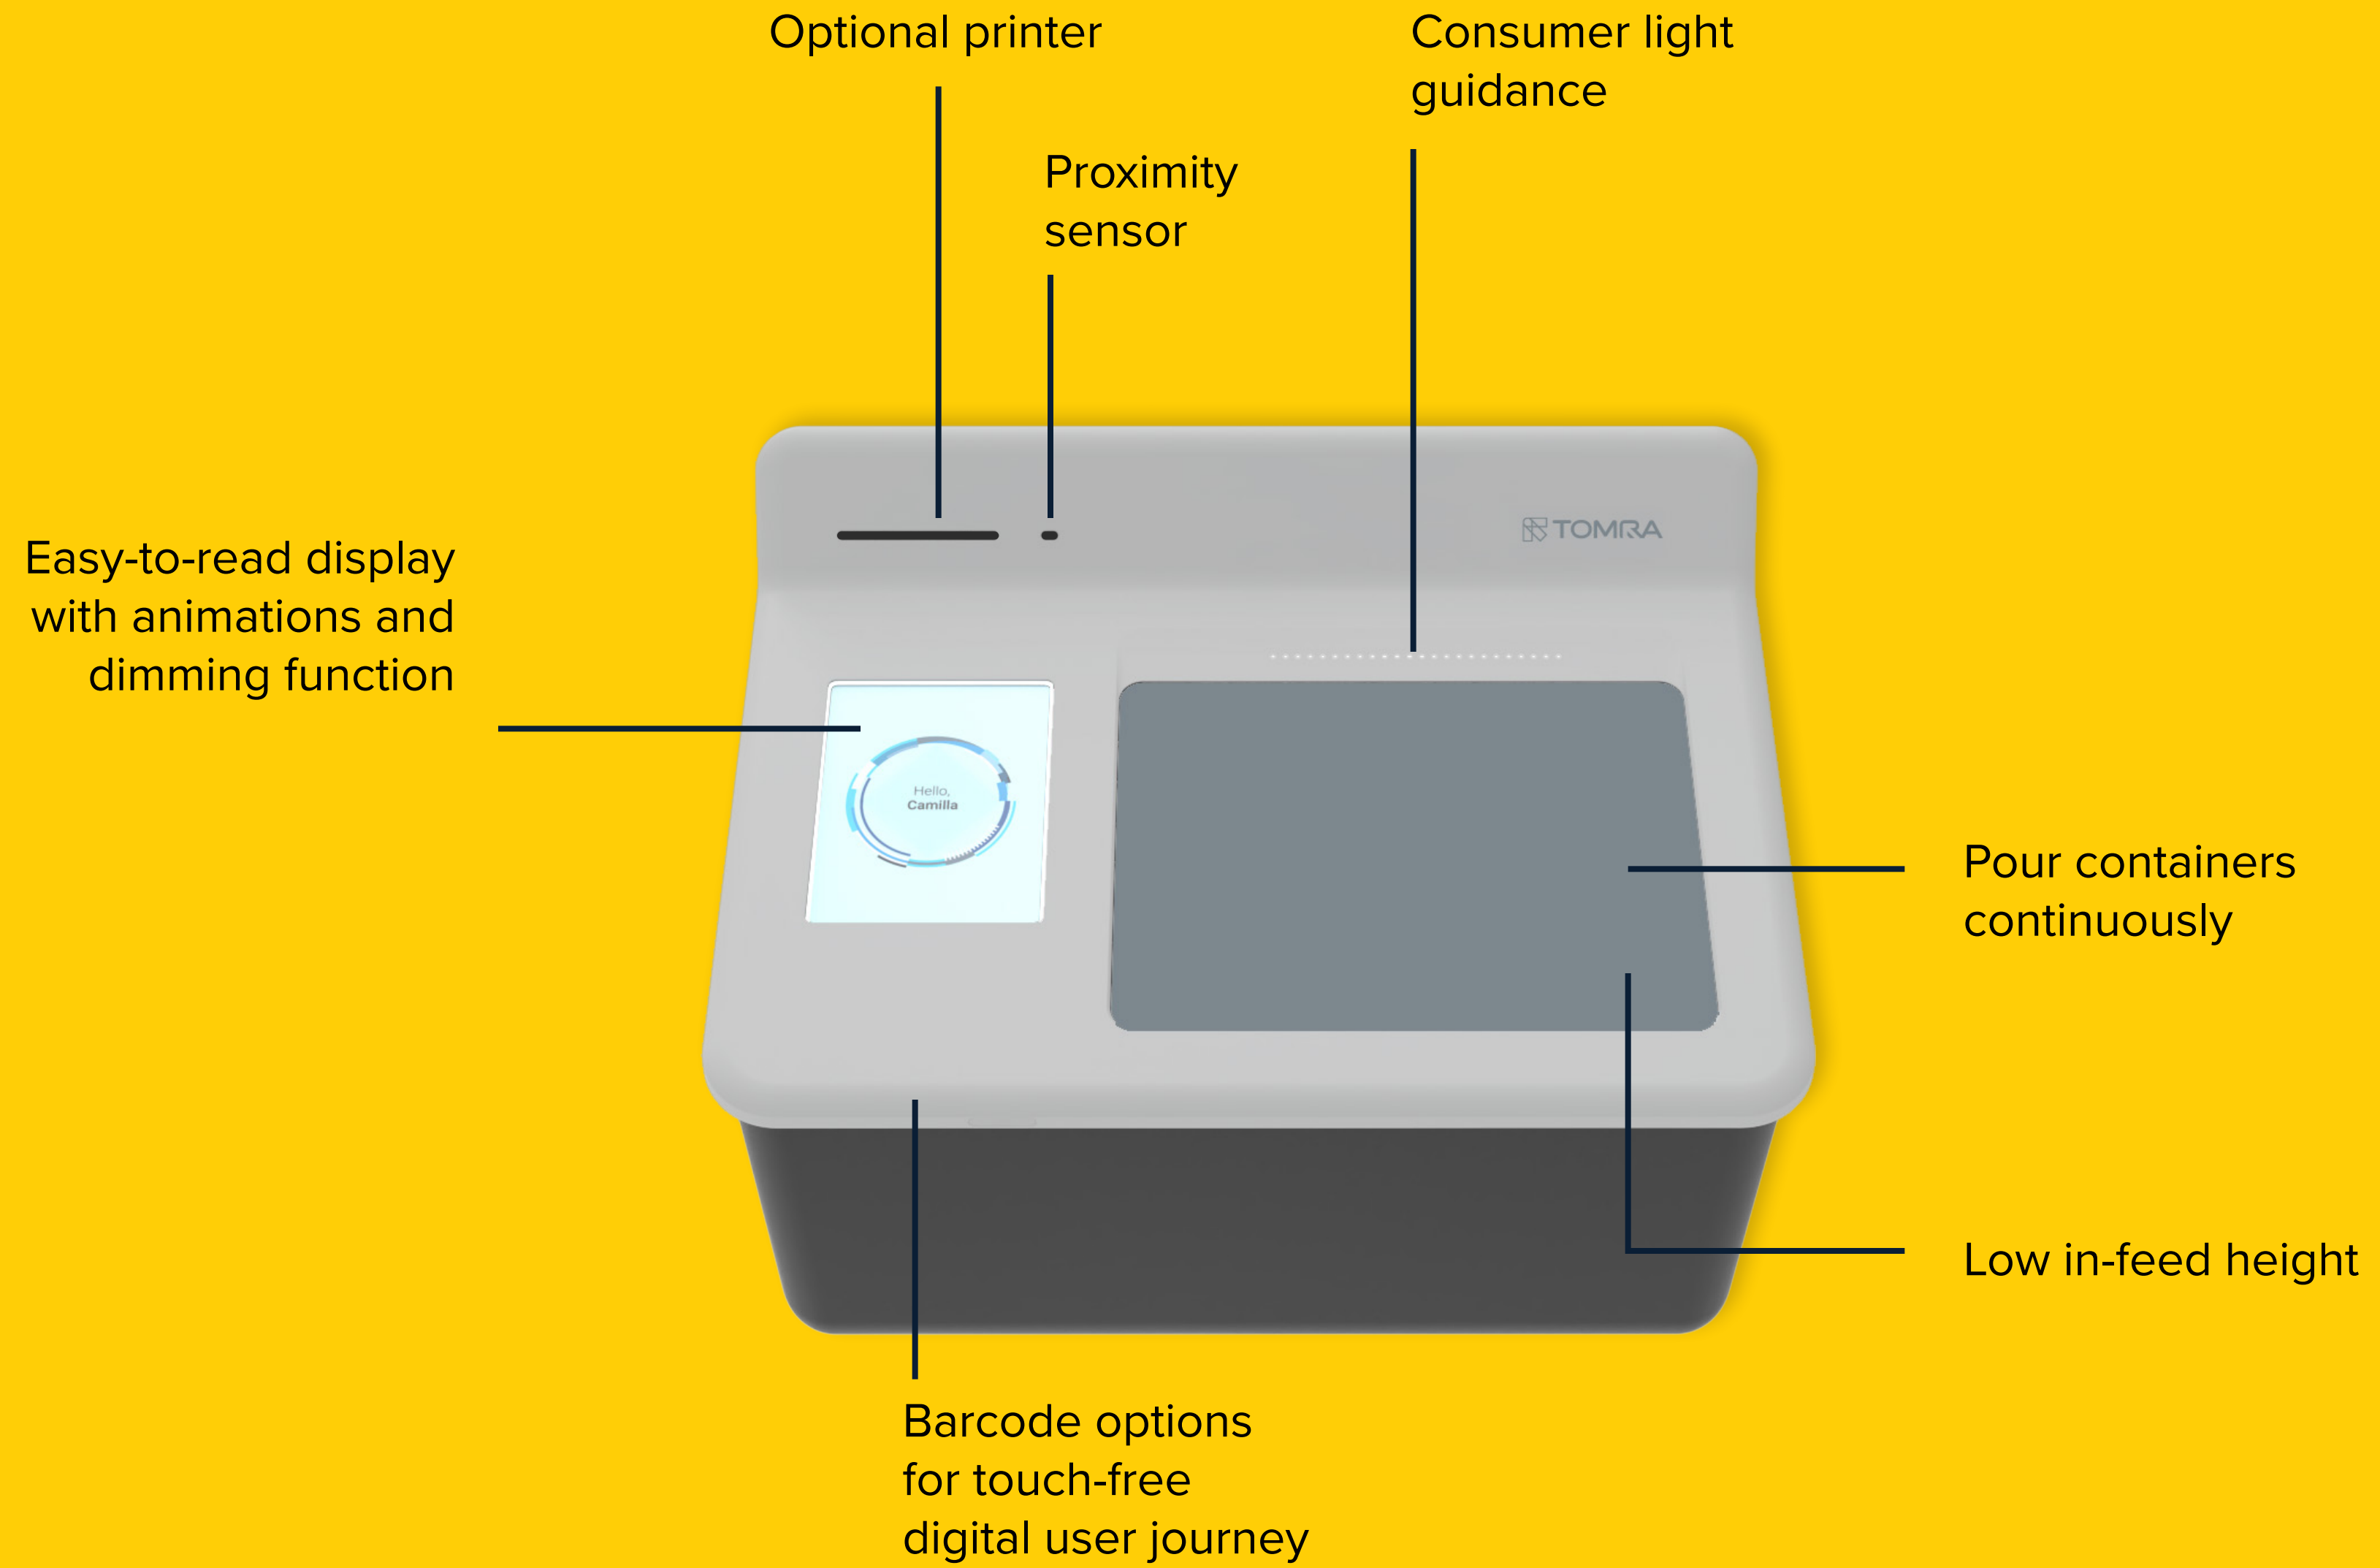 Optional printer
Consumer light
guidance
Proximity
sensor
TOMRA
Easy-to-read display
with animations and
dimming function
Hello,
Camilla
Pour containers
continuously
Low in-feed height
Barcode options
for touch-free
digital user journey